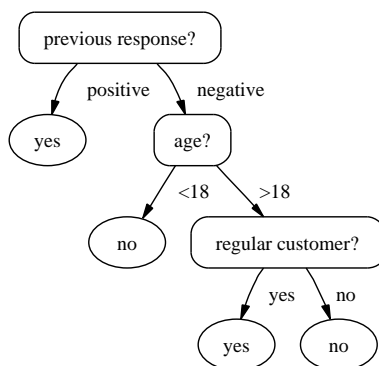 previous response?
positive
negative
yes
age?
<18
>18
no
regular customer?
yes
no
yes
no